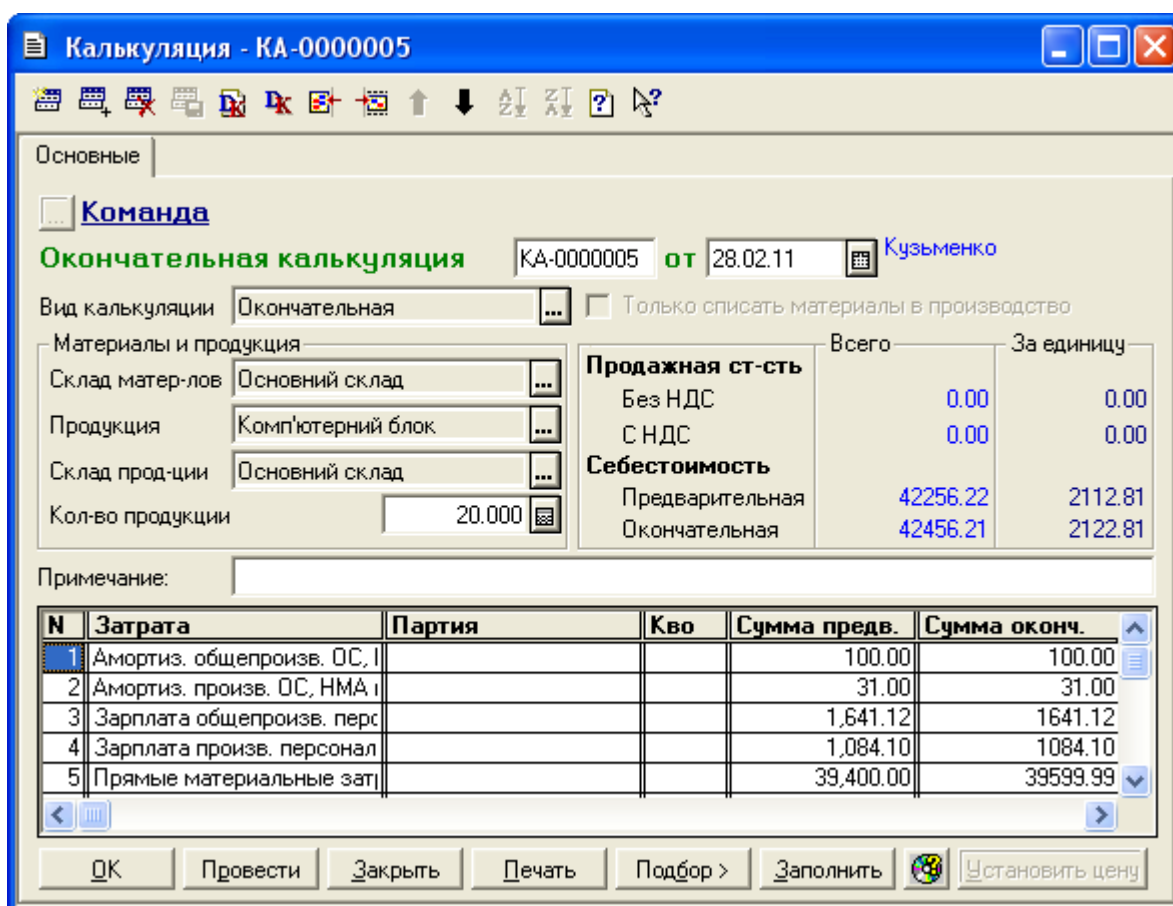 Калькуляция - КА-0000005
Основные
... Команда
Окончательная калькуляция КА-0000005 от 28.02.11 Кузьменко
Вид калькуляции Окончательная ... Только списать материалы в производство
Материалы и продукция Всего За единицу
Продажная ст-сть
Склад матер-лов Основний склад ...
Без НДС 0.00 0.00
Продукция Комп'ютерний блок ...
С НДС 0.00 0.00
Себестоимость
Склад прод-ции Основний склад ...
Предварительная 42256.22 2112.81
Кол-во продукции 20.000
Окончательная 42456.21 2122.81
Примечание:
N Затрата Партия Кво Сумма предв. Сумма оконч.
1 Амортиз. общепроизв. ОС, 100.00 100.00
2 Амортиз. произв. ОС, НМА 31.00 31.00
3 Зарплата общепроизв. перс 1,641.12 1641.12
4 Зарплата произв. персонал 1,084.10 1084.10
5 Прямые материальные зат 39,400.00 39599.99
OK Провести Закрыть Печать Подбор > Заполнить Установить цену